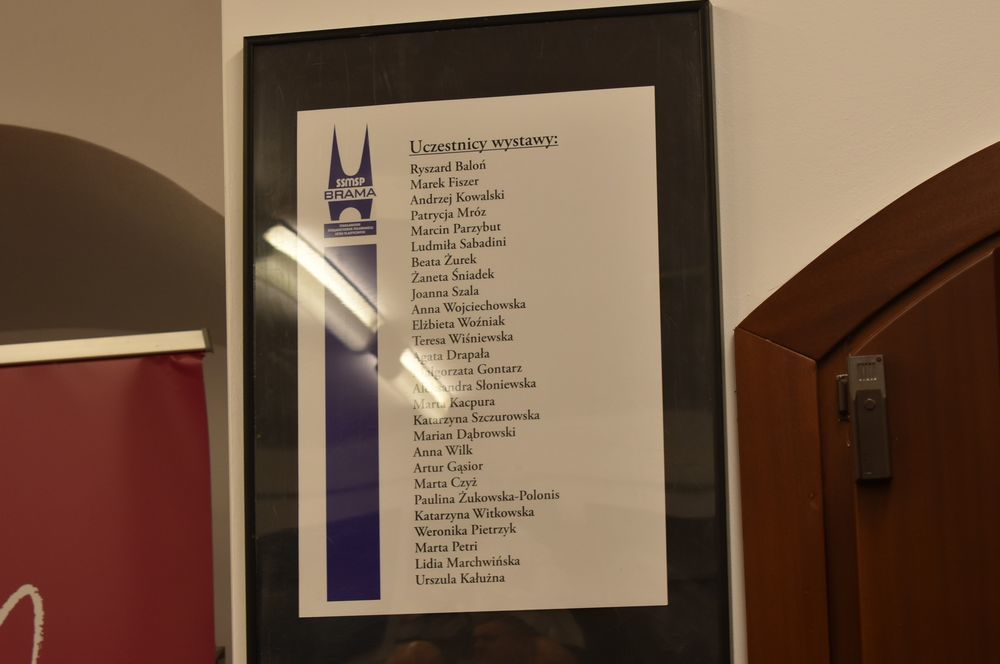 SSMSP
BRAMA
Uczestnicy wystawy:
Ryszard Baloń
Marek Fiszer
Andrzej Kowalski
Patrycja Mróz
Marcin Parzybut
Ludmiła Sabadini
Beata Żurek
Żaneta Śniadek
Joanna Szala
Anna Wojciechowska
Elżbieta Woźniak
Teresa Wiśniewska
Agata Drapała
Małgorzata Gontarz
Aleksandra Słoniewska
Marta Kacpura
Katarzyna Szczurowska
Marian Dąbrowski
Anna Wilk
Artur Gąsior
Marta Czyż
Paulina Żukowska-Polonis
Katarzyna Witkowska
Weronika Pietrzyk
Marta Petri
Lidia Marchwińska
Urszula Kałużna